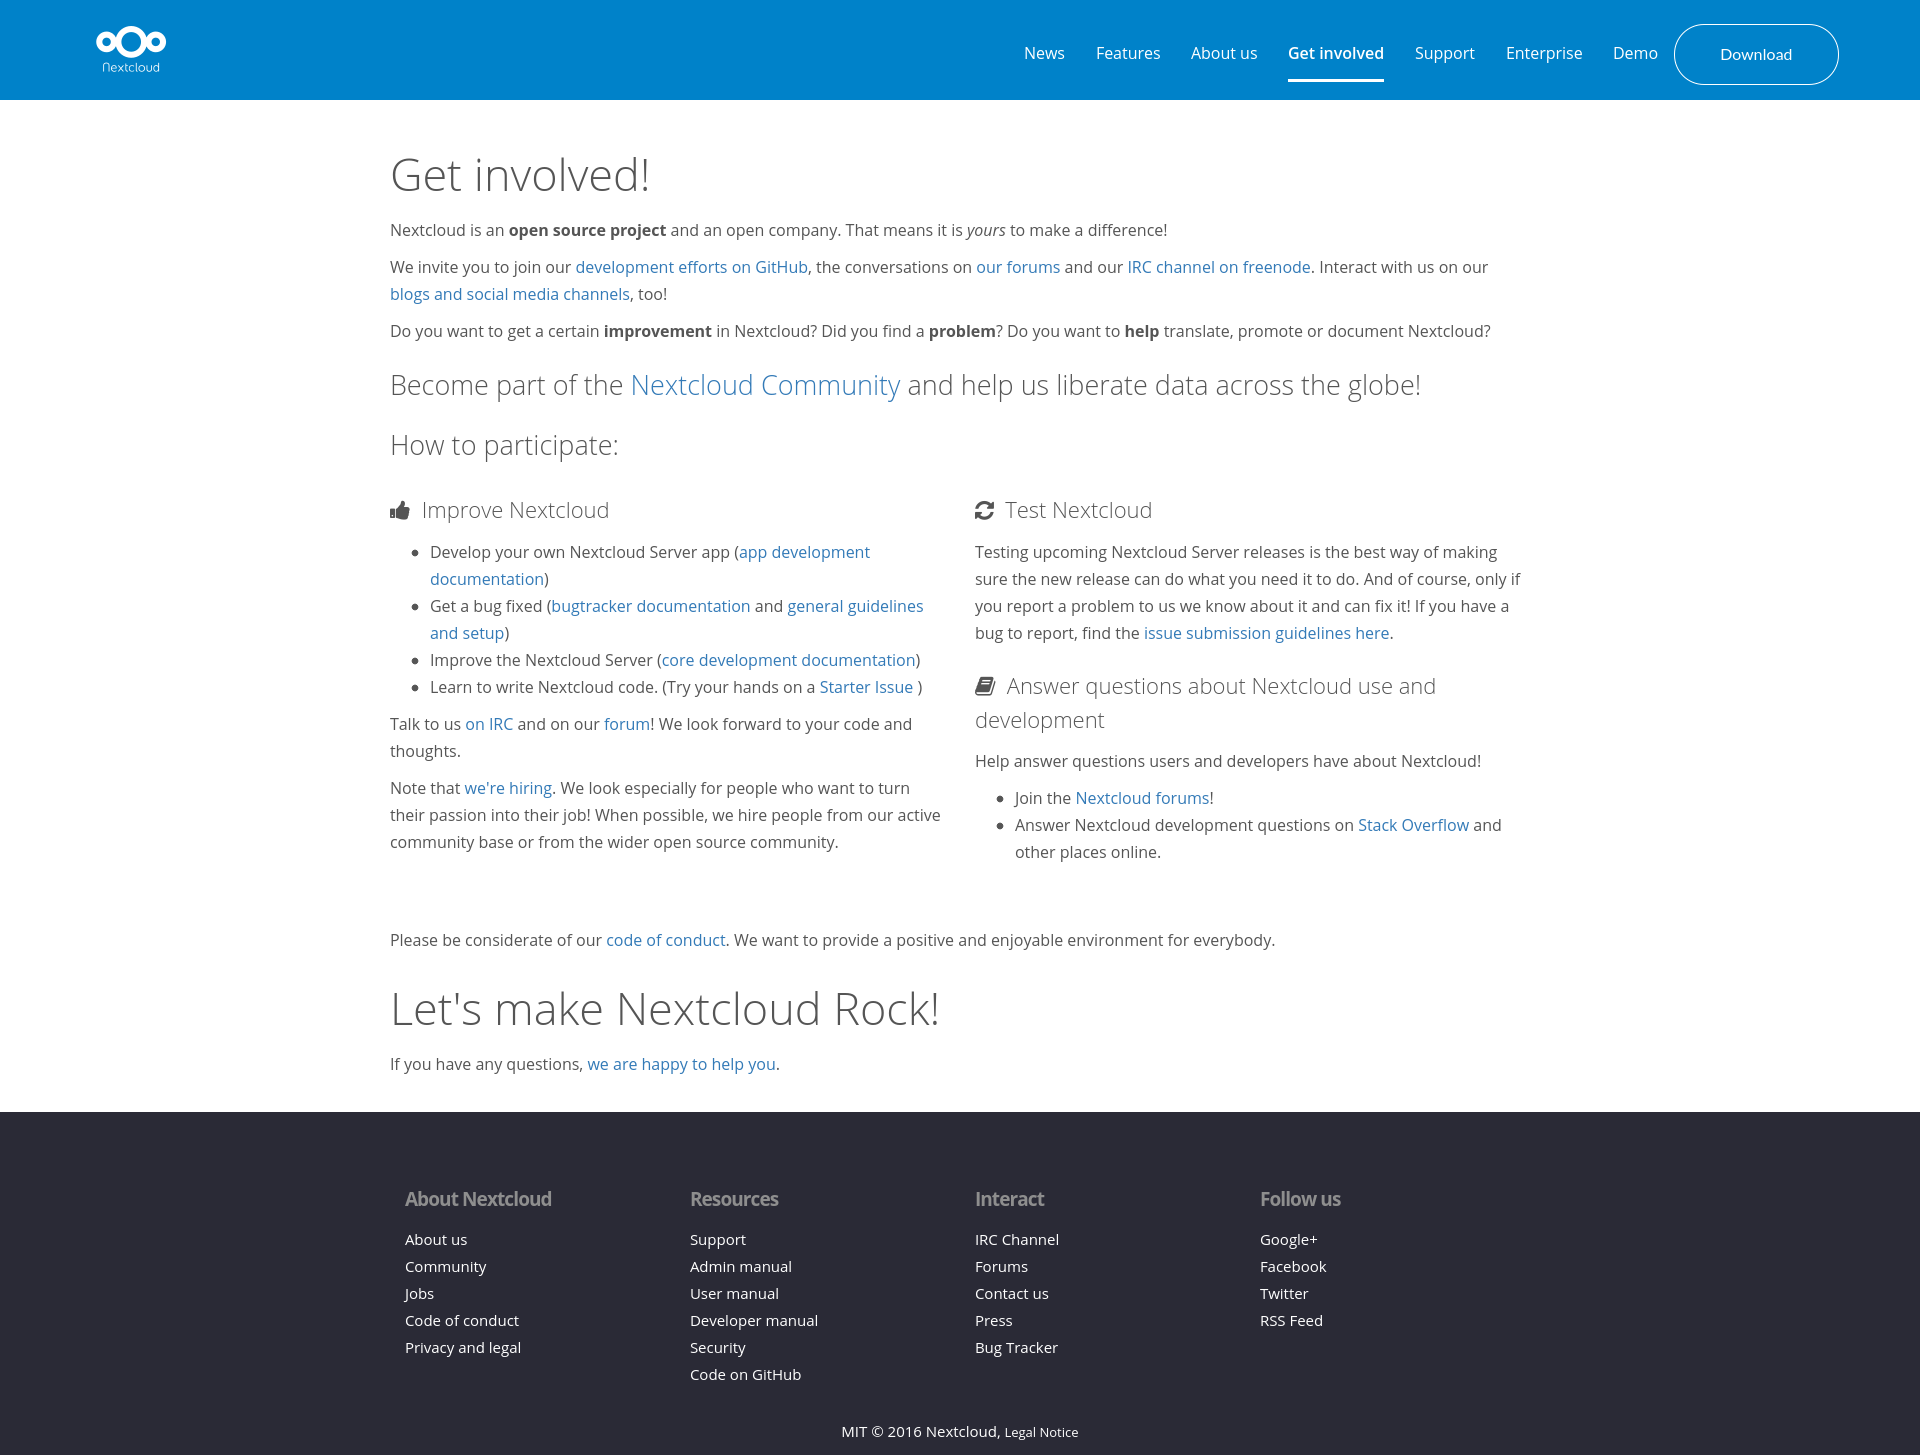 Nextcloud
News Features About us Get involved Support Enterprise Demo Download
Get involved!
Nextcloud is an open source project and an open company. That means it is yours to make a difference!
We invite you to join our development efforts on GitHub, the conversations on our forums and our IRC channel on freenode. Interact with us on our
blogs and social media channels, too!
Do you want to get a certain improvement in Nextcloud? Did you find a problem? Do you want to help translate, promote or document Nextcloud?
Become part of the Nextcloud Community and help us liberate data across the globe!
How to participate:
Improve Nextcloud
Develop your own Nextcloud Server app (app development
documentation)
Get a bug fixed (bugtracker documentation and general guidelines
and setup)
Improve the Nextcloud Server (core development documentation)
Learn to write Nextcloud code. (Try your hands on a Starter Issue )
Talk to us on IRC and on our forum! We look forward to your code and
thoughts.
Note that we're hiring. We look especially for people who want to turn
their passion into their job! When possible, we hire people from our active
community base or from the wider open source community.
Test Nextcloud
Testing upcoming Nextcloud Server releases is the best way of making
sure the new release can do what you need it to do. And of course, only if
you report a problem to us we know about it and can fix it! If you have a
bug to report, find the issue submission guidelines here.
Answer questions about Nextcloud use and
development
Help answer questions users and developers have about Nextcloud!
Join the Nextcloud forums!
Answer Nextcloud development questions on Stack Overflow and
other places online.
Please be considerate of our code of conduct. We want to provide a positive and enjoyable environment for everybody.
Let's make Nextcloud Rock!
If you have any questions, we are happy to help you.
About Nextcloud
About us
Community
Jobs
Code of conduct
Privacy and legal
Resources
Support
Admin manual
User manual
Developer manual
Security
Code on GitHub
Interact
IRC Channel
Forums
Contact us
Press
Bug Tracker
Follow us
Google+
Facebook
Twitter
RSS Feed
MIT © 2016 Nextcloud, Legal Notice